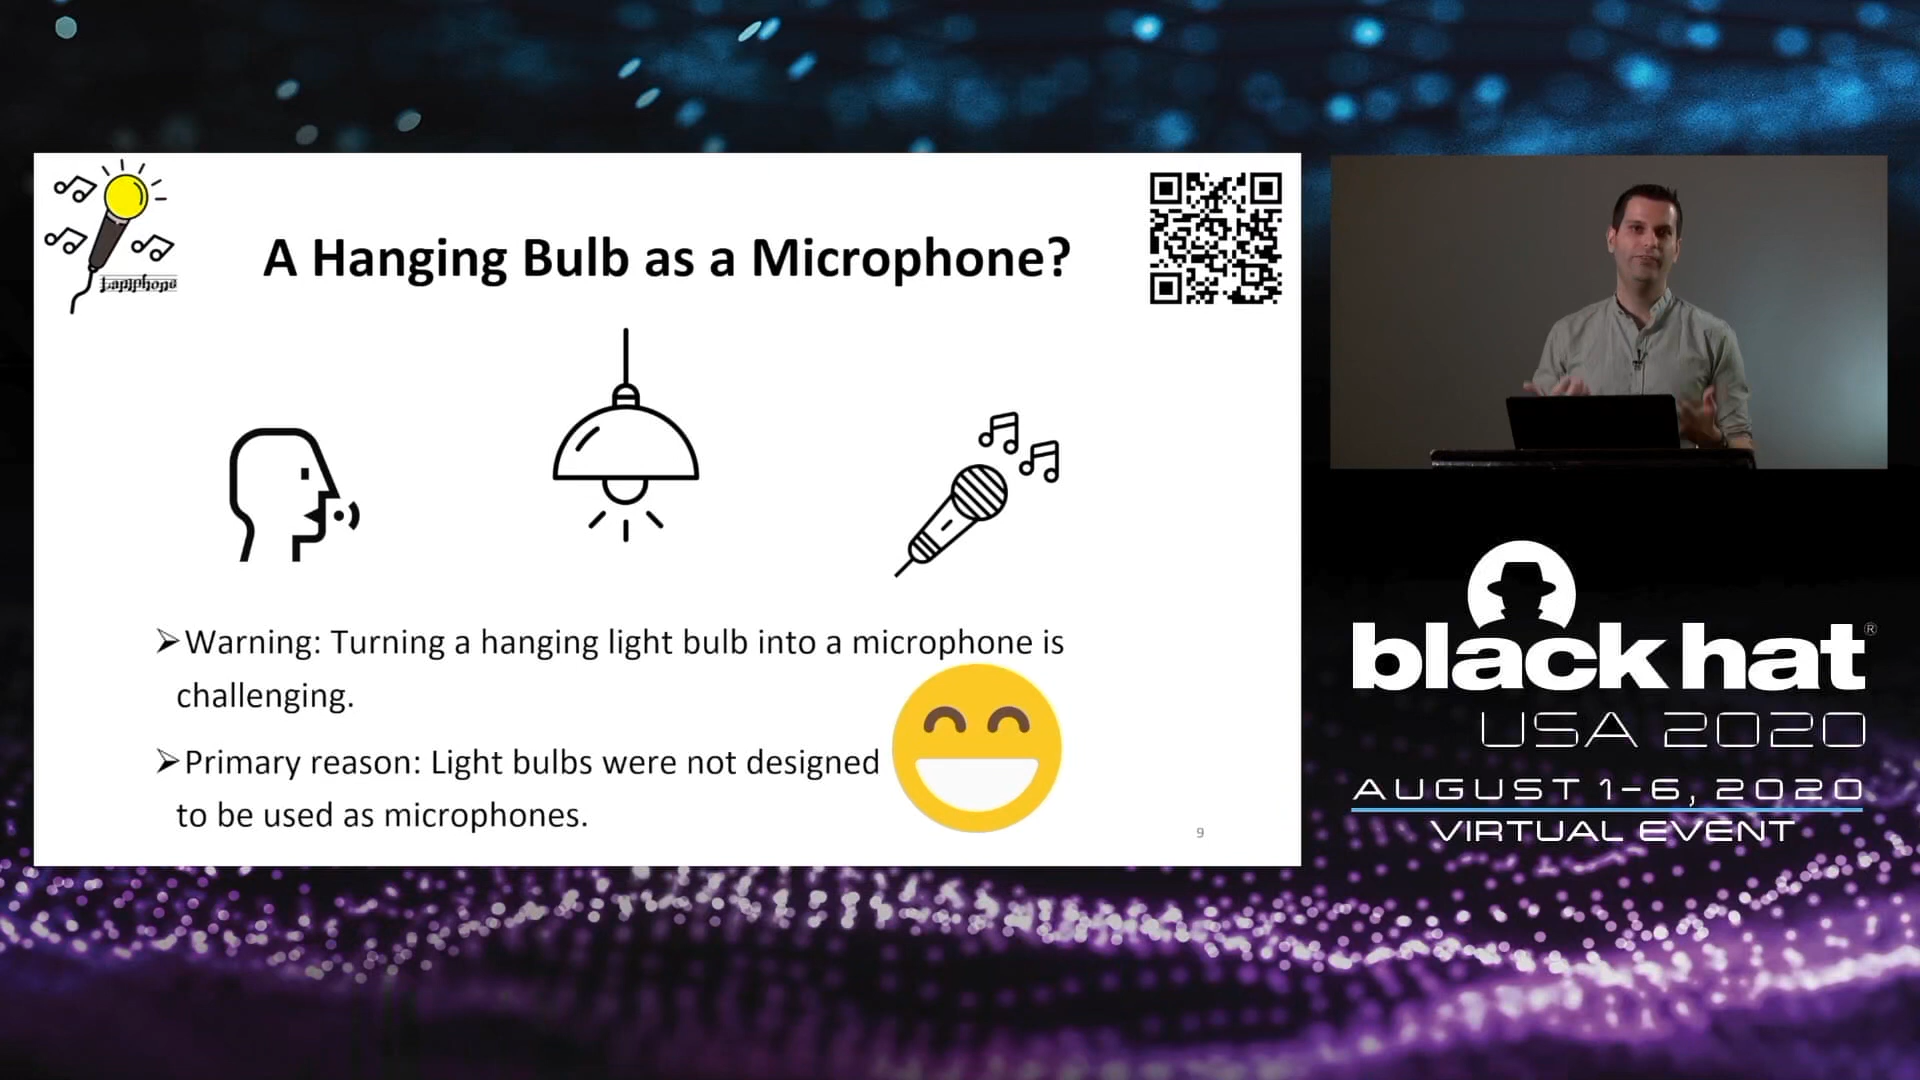 Lamphone
A Hanging Bulb as a Microphone?
➢Warning: Turning a hanging light bulb into a microphone is
challenging.
➢Primary reason: Light bulbs were not designed
to be used as microphones.
9
black hat®
USA 2020
AUGUST 1-6, 2020
VIRTUAL EVENT